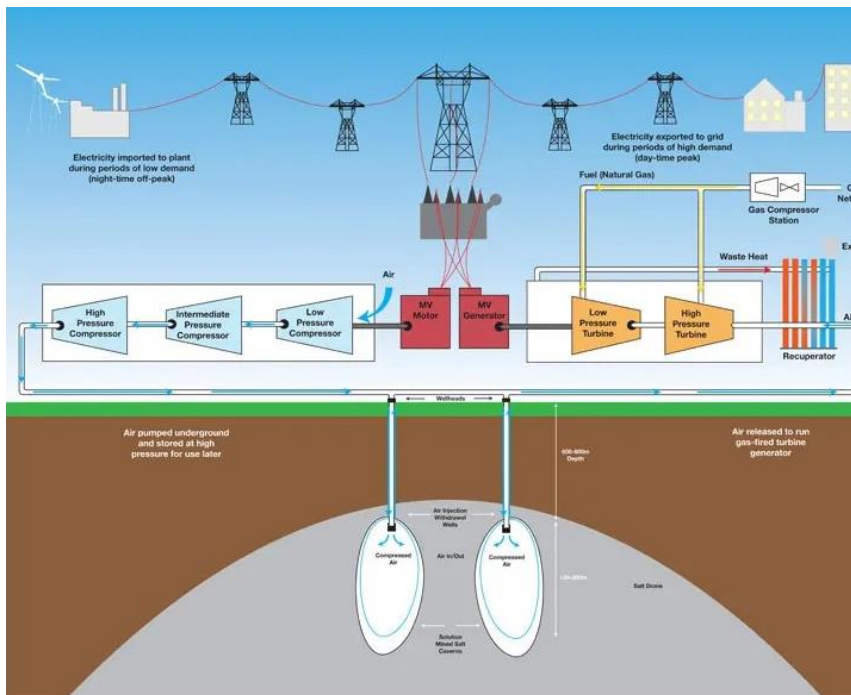 Electricity imported to plant
during periods of low demand
(night-time off-peak)
Electricity exported to grid
during periods of high demand
(day-time peak)
Fuel (Natural Gas)
Gas Compressor
Station
Waste Heat
Air
High
Pressure
Compressor
Intermediate
Pressure
Compressor
Low
Pressure
Compressor
MV
Motor
MV
Generator
Low
Pressure
Turbine
High
Pressure
Turbine
Recuperator
Wellheads
Air pumped underground
and stored at high
pressure for use later
Depth
Air released to run
gas-fired turbine
generator
Air Injection
Withdrawal
Wells
Compressed
Air
Air In/Out
Compressed
Air
Salt Dome
Solution
Mined Salt
Caverns